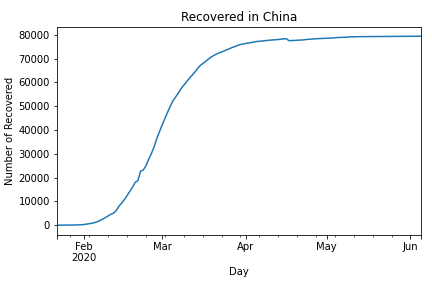 Recovered in China
80000
70000
60000
50000
40000
30000
20000
10000
0
Number of Recovered
Feb
2020
Mar
Apr
May
Jun
Day